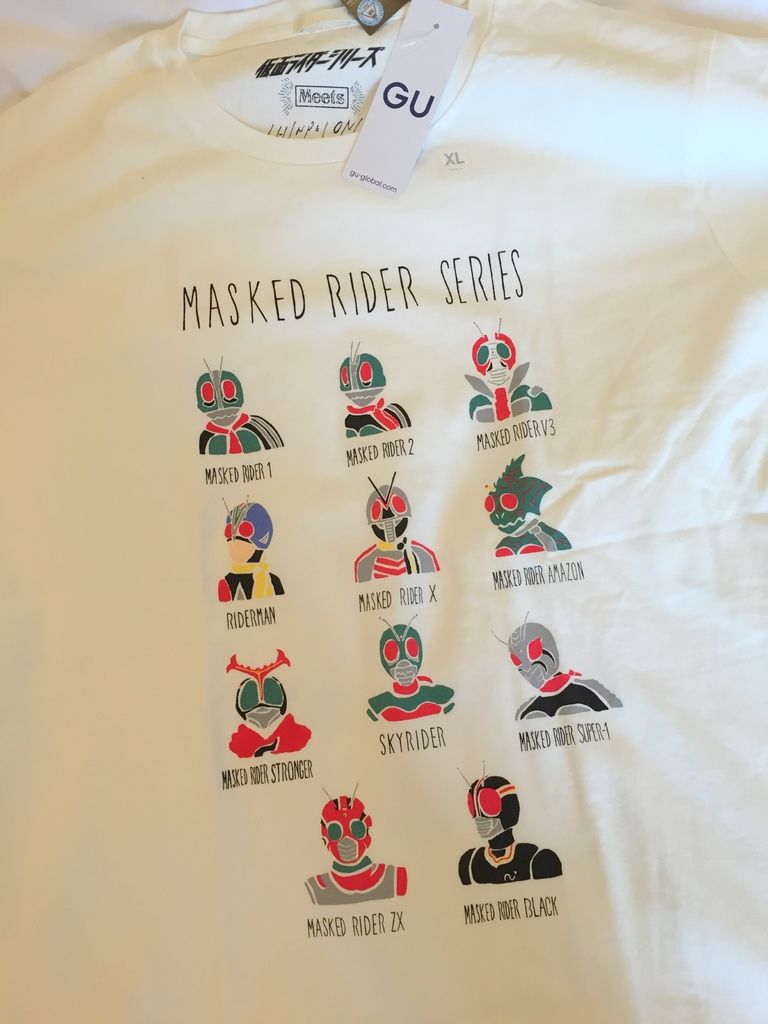 仮面ライダーシリーズ
Meets
GU
gu-global.com
XL
MASKED RIDER SERIES
MASKED RIDER 1
MASKED RIDER 2
MASKED RIDER V3
RIDERMAN
MASKED RIDER X
MASKED RIDER AMAZON
MASKED RIDER STRONGER
SKYRIDER
MASKED RIDER SUPER-1
MASKED RIDER ZX
MASKED RIDER BLACK